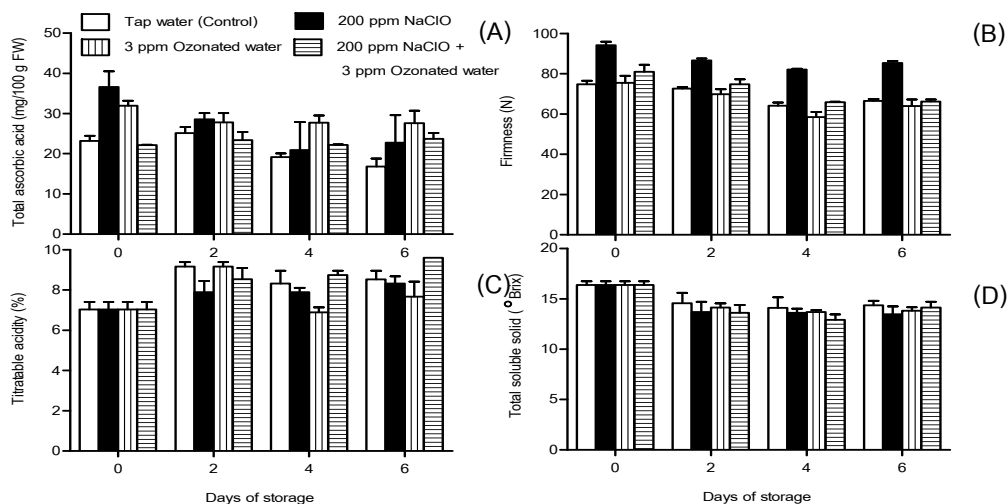 Tap water (Control)
200 ppm NaClO
3 ppm Ozonated water
200 ppm NaClO +
3 ppm Ozonated water
(A)
Total ascorbic acid (mg/100 g FW)
50
40
30
20
10
0
0 2 4 6
(B)
Firmness (N)
100
80
60
40
20
0
0 2 4 6
(C)
Titratable acidity (%)
10
8
6
4
2
0
0 2 4 6
Days of storage
(D)
Total soluble solid (°Brix)
20
15
10
5
0
0 2 4 6
Days of storage